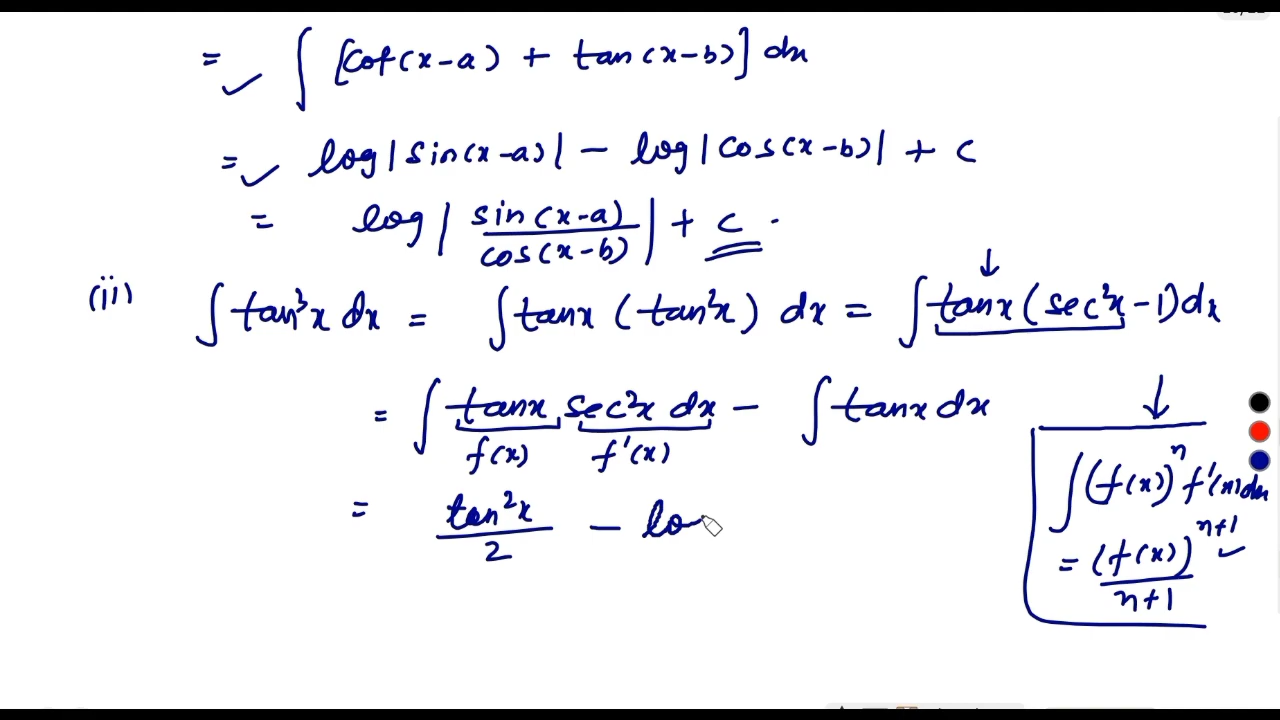 = ∫ [cot(x-a) + tan(x-b)] dx
= log|sin(x-a)| - log|cos(x-b)| + c
= log|sin(x-a)/cos(x-b)| + c.
(ii) ∫tan³x dx = ∫tanx (tan²x) dx = ∫tanx(sec²x-1)dx
= ∫tanx sec²x dx - ∫tanx dx
f(x) f'(x)
= tan²x/2 - lo
∫(f(x))ⁿ f'(x)dx
= (f(x))ⁿ⁺¹/n+1